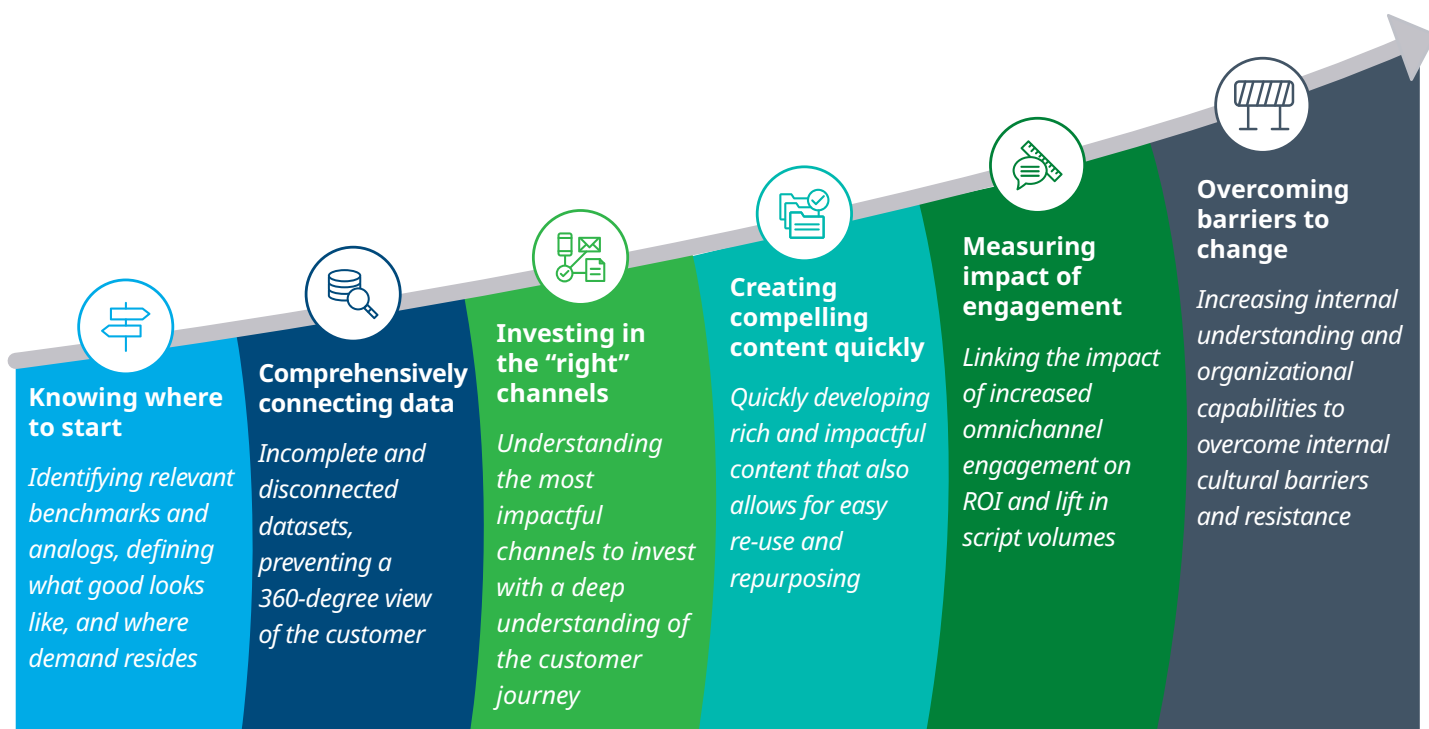 Knowing where
to start
Identifying relevant
benchmarks and
analogs, defining
what good looks
like, and where
demand resides
Comprehensively
connecting data
Incomplete and
disconnected
datasets,
preventing a
360-degree view
of the customer
Investing in
the “right”
channels
Understanding
the most
impactful
channels to invest
with a deep
understanding of
the customer
journey
Creating
compelling
content quickly
Quickly developing
rich and impactful
content that also
allows for easy
re-use and
repurposing
Measuring
impact of
engagement
Linking the impact
of increased
omnichannel
engagement on
ROI and lift in
script volumes
Overcoming
barriers to
change
Increasing internal
understanding and
organizational
capabilities to
overcome internal
cultural barriers
and resistance